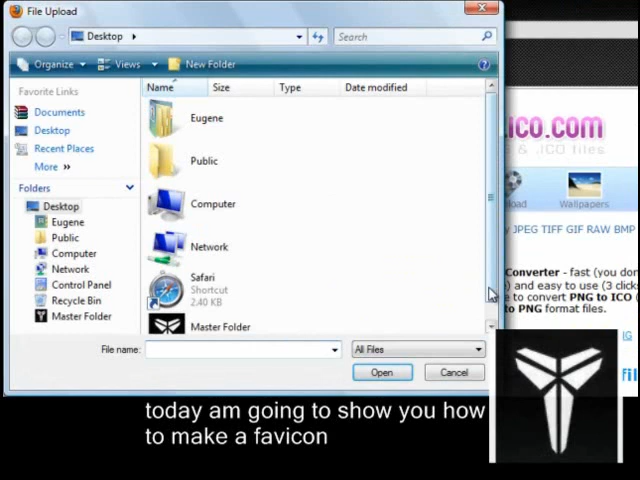 File Upload
Desktop
Search
Organize
Views
New Folder
Favorite Links
Documents
Desktop
Recent Places
More »
Folders
Desktop
Eugene
Public
Computer
Network
Control Panel
Recycle Bin
Master Folder
Name
Size
Type
Date modified
Eugene
Public
Computer
Network
Safari
Shortcut
2.40 KB
Master Folder
File name:
All Files
Open
Cancel
.ico.com
& .ICO files
Wallpapers
JPEG TIFF GIF RAW BMP
Converter - fast (you don
) and easy to use (3 clicks
to convert PNG to ICO (
to PNG format files.
today am going to show you how
to make a favicon